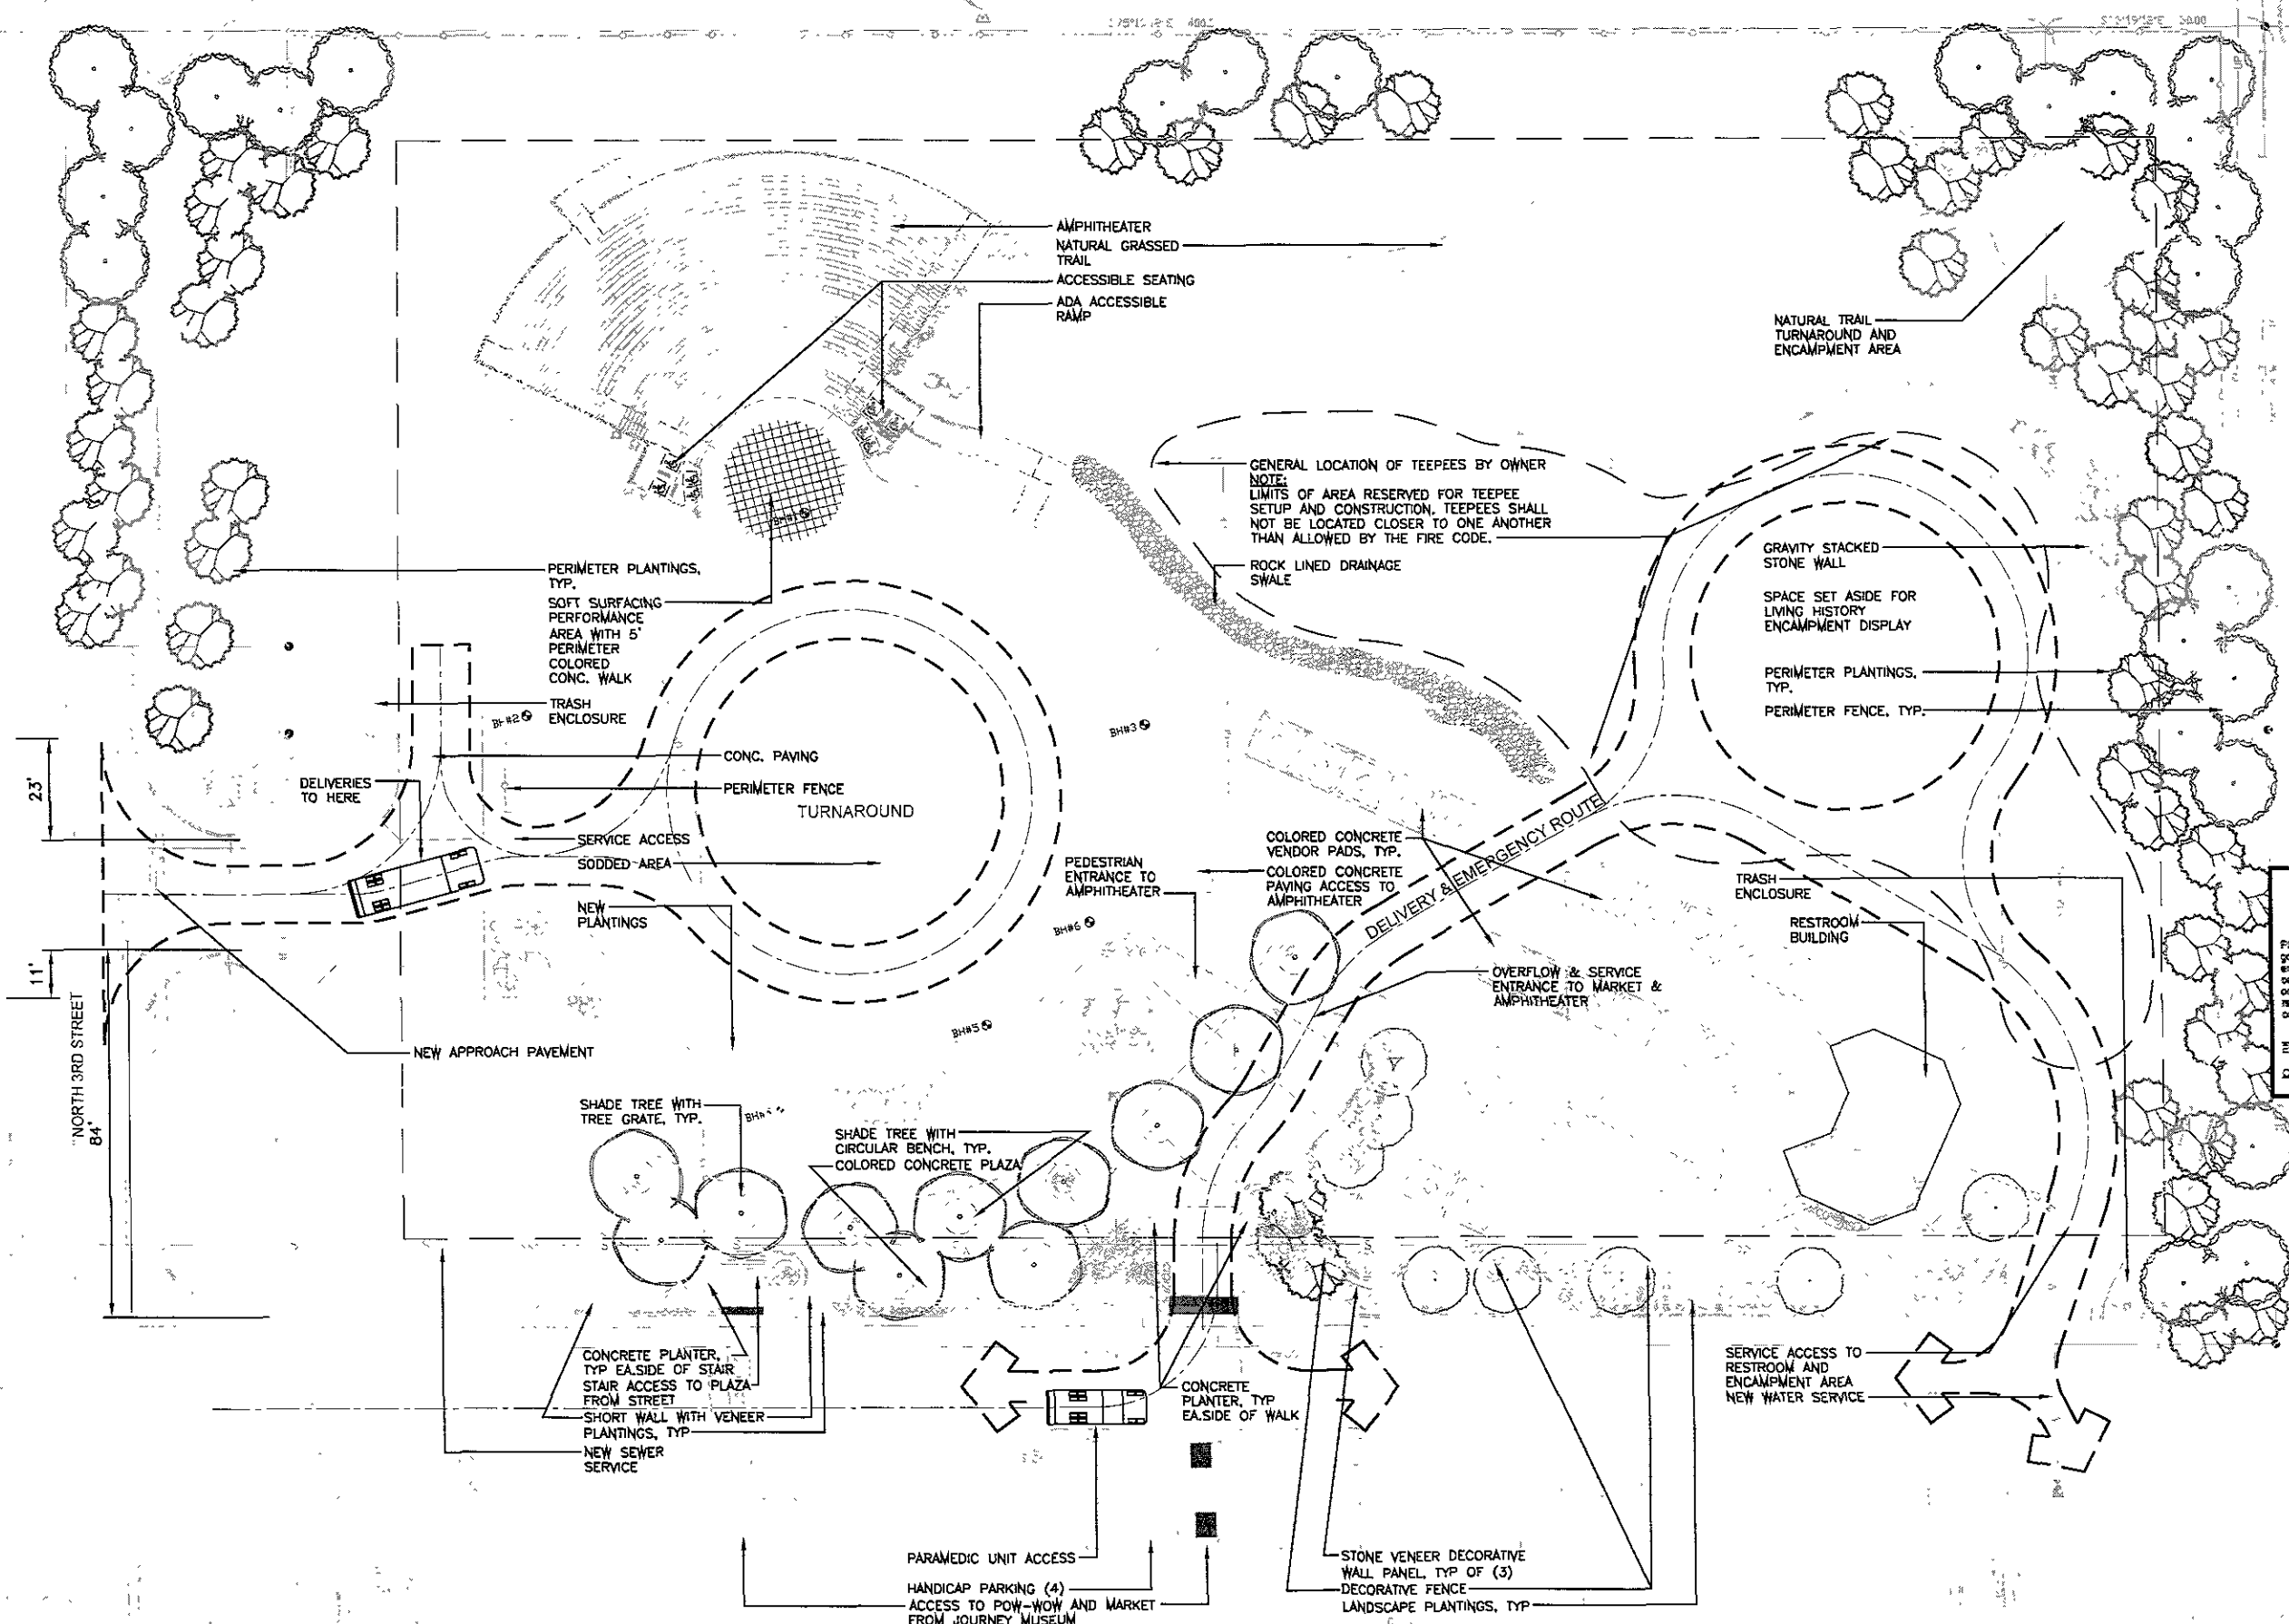 AMPHITHEATER
NATURAL GRASSED
TRAIL
ACCESSIBLE SEATING
ADA ACCESSIBLE
RAMP
NATURAL TRAIL
TURNAROUND AND
ENCAMPMENT AREA
GENERAL LOCATION OF TEEPEES BY OWNER
NOTE:
LIMITS OF AREA RESERVED FOR TEEPEE
SETUP AND CONSTRUCTION. TEEPEES SHALL
NOT BE LOCATED CLOSER TO ONE ANOTHER
THAN ALLOWED BY THE FIRE CODE.
ROCK LINED DRAINAGE
SWALE
GRAVITY STACKED
STONE WALL
SPACE SET ASIDE FOR
LIVING HISTORY
ENCAMPMENT DISPLAY
PERIMETER PLANTINGS,
TYP.
PERIMETER FENCE, TYP.
BH#1
PERIMETER PLANTINGS,
TYP.
SOFT SURFACING
PERFORMANCE
AREA WITH 5'
PERIMETER
COLORED
CONC. WALK
TRASH
ENCLOSURE
BH#2
BH#3
CONC. PAVING
PERIMETER FENCE
TURNAROUND
DELIVERIES
TO HERE
23'
SERVICE ACCESS
SODDED AREA
NEW
PLANTINGS
PEDESTRIAN
ENTRANCE TO
AMPHITHEATER
COLORED CONCRETE
VENDOR PADS, TYP.
COLORED CONCRETE
PAVING ACCESS TO
AMPHITHEATER
DELIVERY & EMERGENCY ROUTE
TRASH
ENCLOSURE
RESTROOM
BUILDING
BH#6
OVERFLOW & SERVICE
ENTRANCE TO MARKET &
AMPHITHEATER
11'
BH#5
NEW APPROACH PAVEMENT
NORTH 3RD STREET
84'
SHADE TREE WITH
TREE GRATE, TYP.
SHADE TREE WITH
CIRCULAR BENCH, TYP.
COLORED CONCRETE PLAZA
CONCRETE PLANTER,
TYP EA.SIDE OF STAIR
STAIR ACCESS TO PLAZA
FROM STREET
SHORT WALL WITH VENEER
PLANTINGS, TYP
NEW SEWER
SERVICE
CONCRETE
PLANTER, TYP
EA.SIDE OF WALK
SERVICE ACCESS TO
RESTROOM AND
ENCAMPMENT AREA
NEW WATER SERVICE
PARAMEDIC UNIT ACCESS
HANDICAP PARKING (4)
ACCESS TO POW-WOW AND MARKET
FROM JOURNEY MUSEUM
STONE VENEER DECORATIVE
WALL PANEL, TYP OF (3)
DECORATIVE FENCE
LANDSCAPE PLANTINGS, TYP